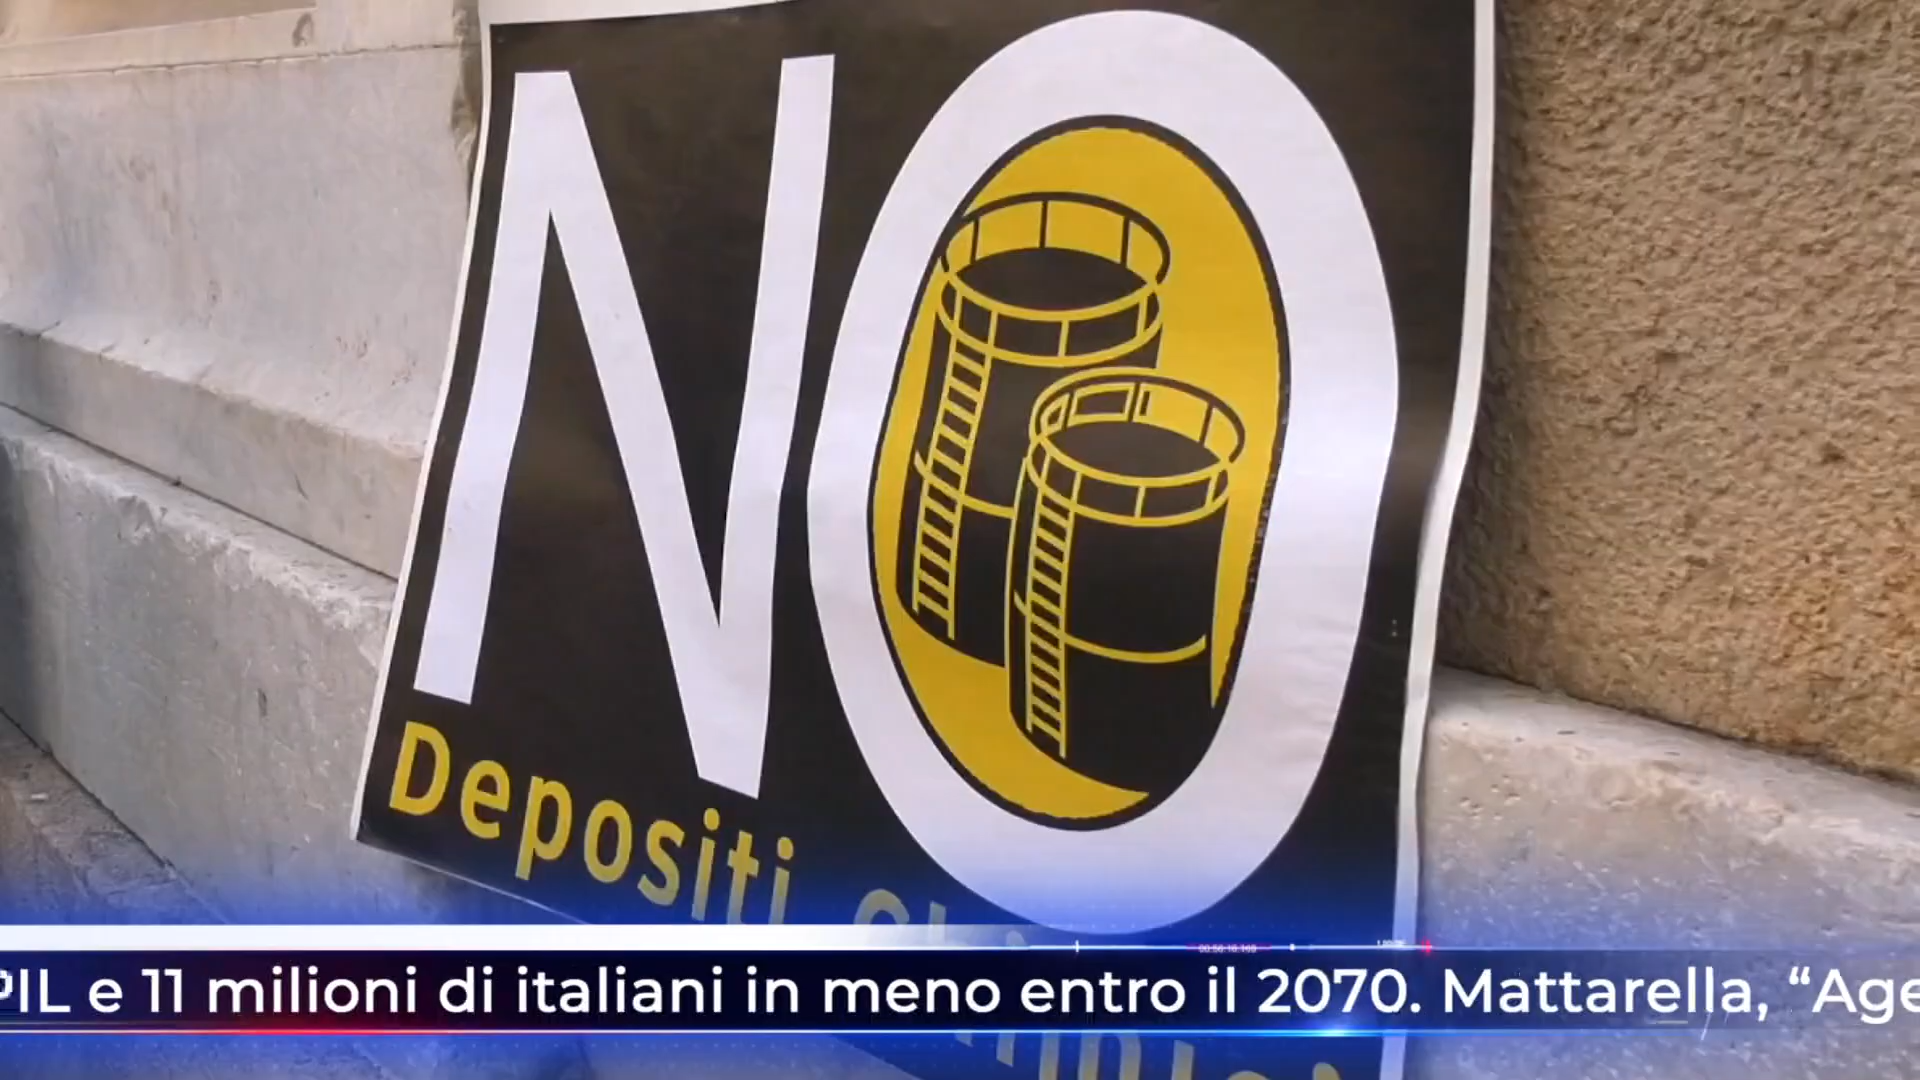 NO
Depositi
PIL e 11 milioni di italiani in meno entro il 2070. Mattarella, “Age